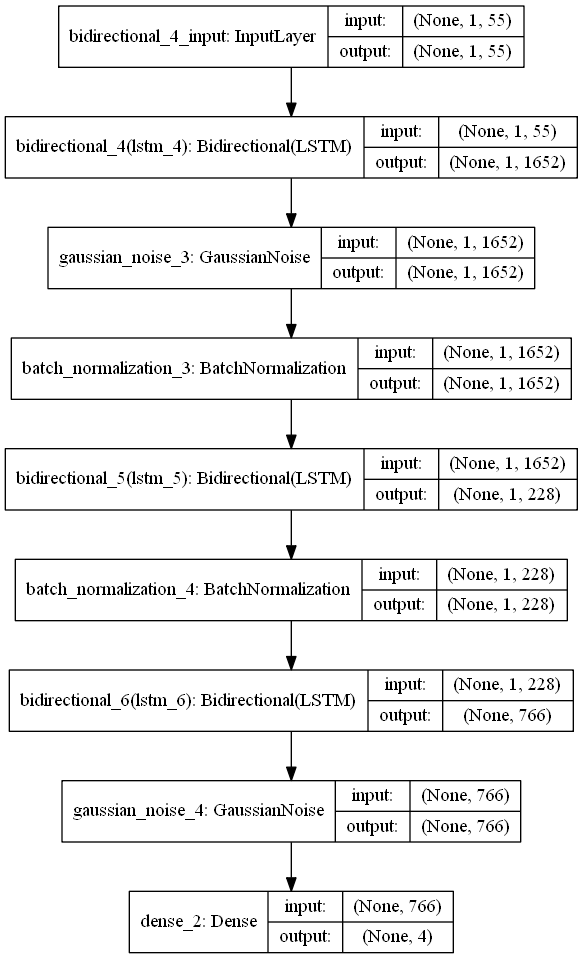 bidirectional_4_input: InputLayer
input: (None, 1, 55)
output: (None, 1, 55)
bidirectional_4(lstm_4): Bidirectional(LSTM)
input: (None, 1, 55)
output: (None, 1, 1652)
gaussian_noise_3: GaussianNoise
input: (None, 1, 1652)
output: (None, 1, 1652)
batch_normalization_3: BatchNormalization
input: (None, 1, 1652)
output: (None, 1, 1652)
bidirectional_5(lstm_5): Bidirectional(LSTM)
input: (None, 1, 1652)
output: (None, 1, 228)
batch_normalization_4: BatchNormalization
input: (None, 1, 228)
output: (None, 1, 228)
bidirectional_6(lstm_6): Bidirectional(LSTM)
input: (None, 1, 228)
output: (None, 766)
gaussian_noise_4: GaussianNoise
input: (None, 766)
output: (None, 766)
dense_2: Dense
input: (None, 766)
output: (None, 4)